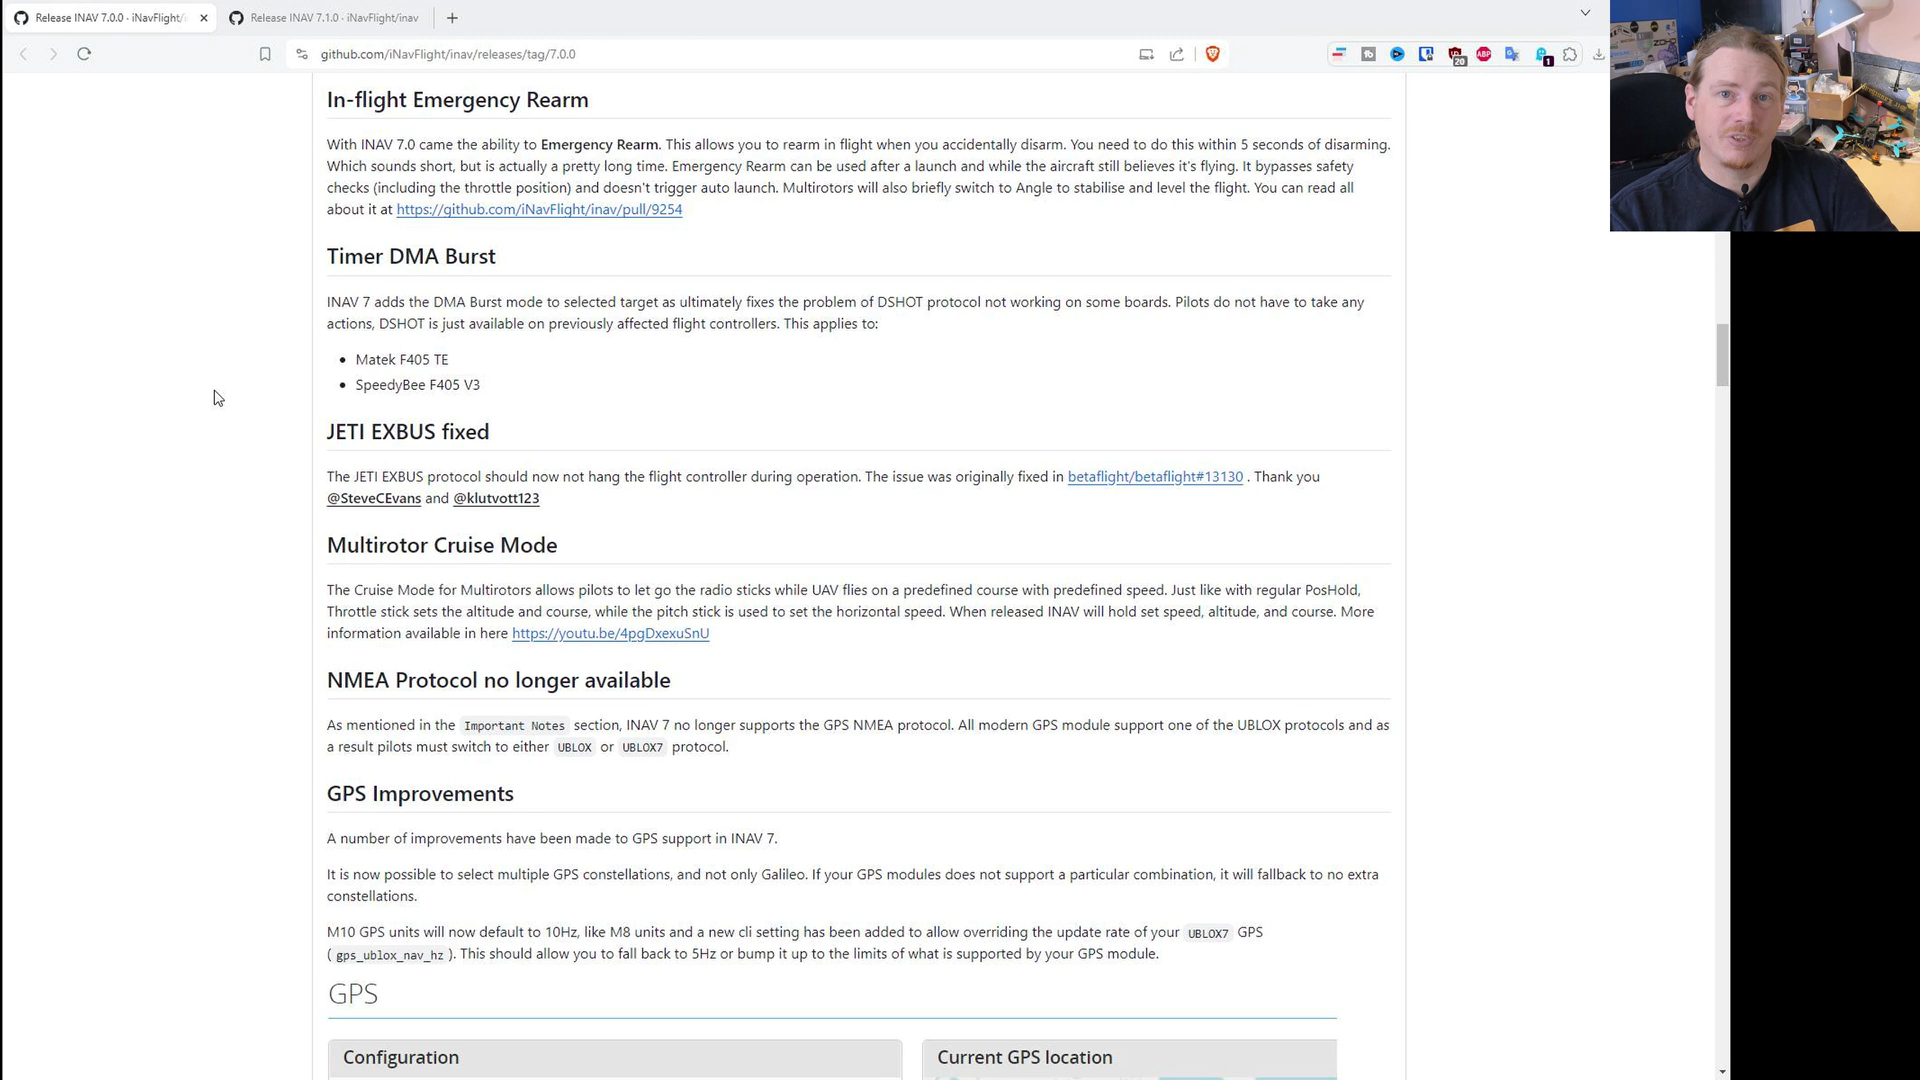 Release INAV 7.0.0 · iNavFlight/i
Release INAV 7.1.0 · iNavFlight/inav
github.com/iNavFlight/inav/releases/tag/7.0.0
20
ABP
1
In-flight Emergency Rearm
With INAV 7.0 came the ability to Emergency Rearm. This allows you to rearm in flight when you accidentally disarm. You need to do this within 5 seconds of disarming.
Which sounds short, but is actually a pretty long time. Emergency Rearm can be used after a launch and while the aircraft still believes it's flying. It bypasses safety
checks (including the throttle position) and doesn't trigger auto launch. Multirotors will also briefly switch to Angle to stabilise and level the flight. You can read all
about it at https://github.com/iNavFlight/inav/pull/9254
Timer DMA Burst
INAV 7 adds the DMA Burst mode to selected target as ultimately fixes the problem of DSHOT protocol not working on some boards. Pilots do not have to take any
actions, DSHOT is just available on previously affected flight controllers. This applies to:
• Matek F405 TE
• SpeedyBee F405 V3
JETI EXBUS fixed
The JETI EXBUS protocol should now not hang the flight controller during operation. The issue was originally fixed in betaflight/betaflight#13130 . Thank you
@SteveCEvans and @klutvott123
Multirotor Cruise Mode
The Cruise Mode for Multirotors allows pilots to let go the radio sticks while UAV flies on a predefined course with predefined speed. Just like with regular PosHold,
Throttle stick sets the altitude and course, while the pitch stick is used to set the horizontal speed. When released INAV will hold set speed, altitude, and course. More
information available in here https://youtu.be/4pgDxexuSnU
NMEA Protocol no longer available
As mentioned in the Important Notes section, INAV 7 no longer supports the GPS NMEA protocol. All modern GPS module support one of the UBLOX protocols and as
a result pilots must switch to either UBLOX or UBLOX7 protocol.
GPS Improvements
A number of improvements have been made to GPS support in INAV 7.
It is now possible to select multiple GPS constellations, and not only Galileo. If your GPS modules does not support a particular combination, it will fallback to no extra
constellations.
M10 GPS units will now default to 10Hz, like M8 units and a new cli setting has been added to allow overriding the update rate of your UBLOX7 GPS
( gps_ublox_nav_hz ). This should allow you to fall back to 5Hz or bump it up to the limits of what is supported by your GPS module.
GPS
Configuration
Current GPS location